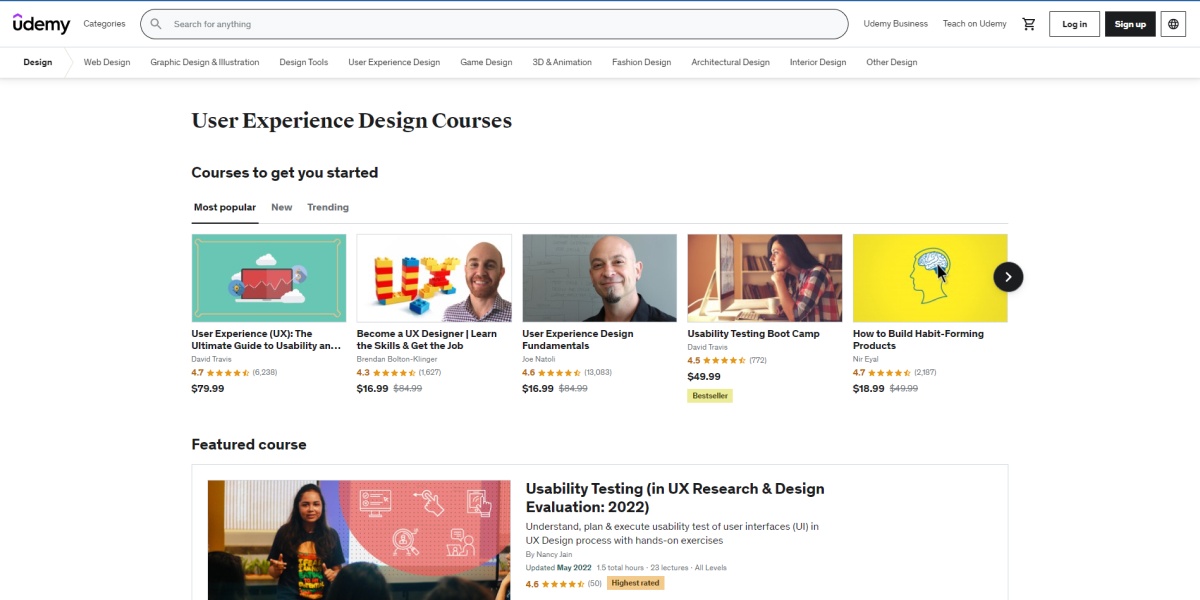 ûdemy Categories Search for anything Udemy Business Teach on Udemy Log in Sign up
Design Web Design Graphic Design & Illustration Design Tools User Experience Design Game Design 3D & Animation Fashion Design Architectural Design Interior Design Other Design
User Experience Design Courses
Courses to get you started
Most popular New Trending
UX
User Experience (UX): The
Ultimate Guide to Usability an...
David Travis
4.7 (6,238)
$79.99
Become a UX Designer | Learn
the Skills & Get the Job
Brendan Bolton-Klinger
4.3 (1,627)
$16.99 $84.99
User Experience Design
Fundamentals
Joe Natoli
4.6 (13,083)
$16.99 $84.99
Usability Testing Boot Camp
David Travis
4.5 (772)
$49.99
Bestseller
How to Build Habit-Forming
Products
Nir Eyal
4.7 (2,187)
$18.99 $49.99
Featured course
Usability Testing (in UX Research & Design
Evaluation: 2022)
Understand, plan & execute usability test of user interfaces (UI) in
UX Design process with hands-on exercises
By Nancy Jain
Updated May 2022 1.5 total hours · 23 lectures · All Levels
4.6 (50) Highest rated